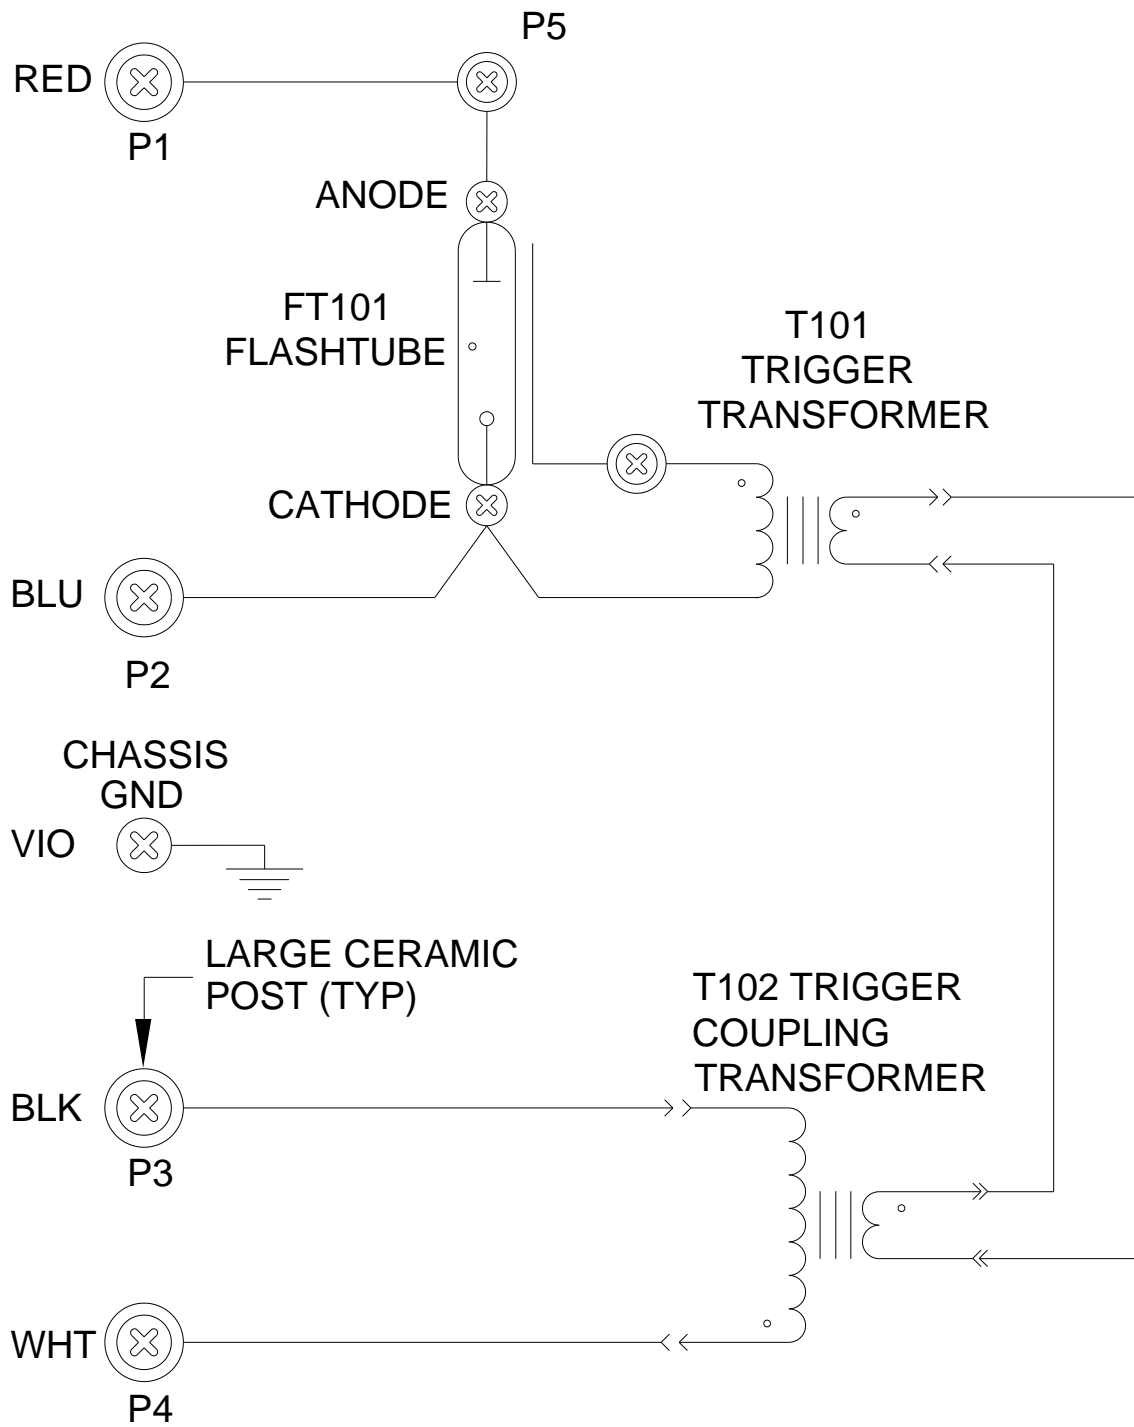 P5
RED
P1
ANODE
FT101
FLASHTUBE
T101
TRIGGER
TRANSFORMER
CATHODE
BLU
P2
CHASSIS
GND
VIO
LARGE CERAMIC
POST (TYP)
T102 TRIGGER
COUPLING
TRANSFORMER
BLK
P3
WHT
P4